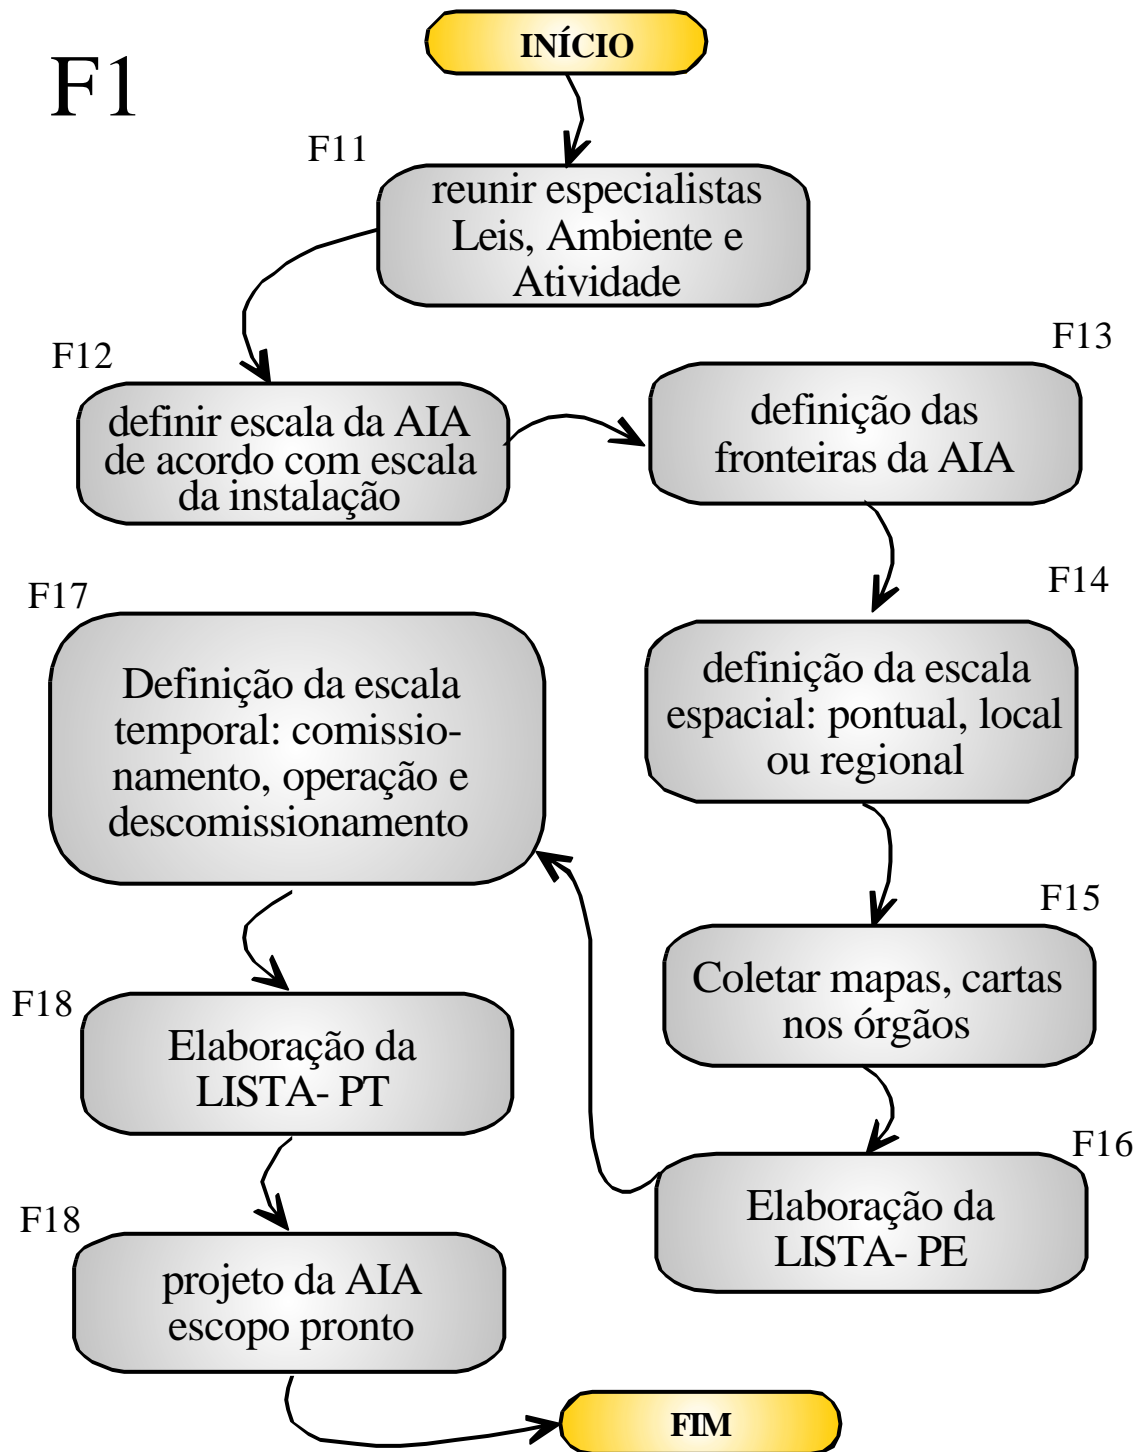 F1
INÍCIO
F11
reunir especialistas
Leis, Ambiente e
Atividade
F12
definir escala da AIA
de acordo com escala
da instalação
F13
definição das
fronteiras da AIA
F14
definição da escala
espacial: pontual, local
ou regional
F15
Coletar mapas, cartas
nos órgãos
F16
Elaboração da
LISTA- PE
F17
Definição da escala
temporal: comissio-
namento, operação e
descomissionamento
F18
Elaboração da
LISTA- PT
F18
projeto da AIA
escopo pronto
FIM